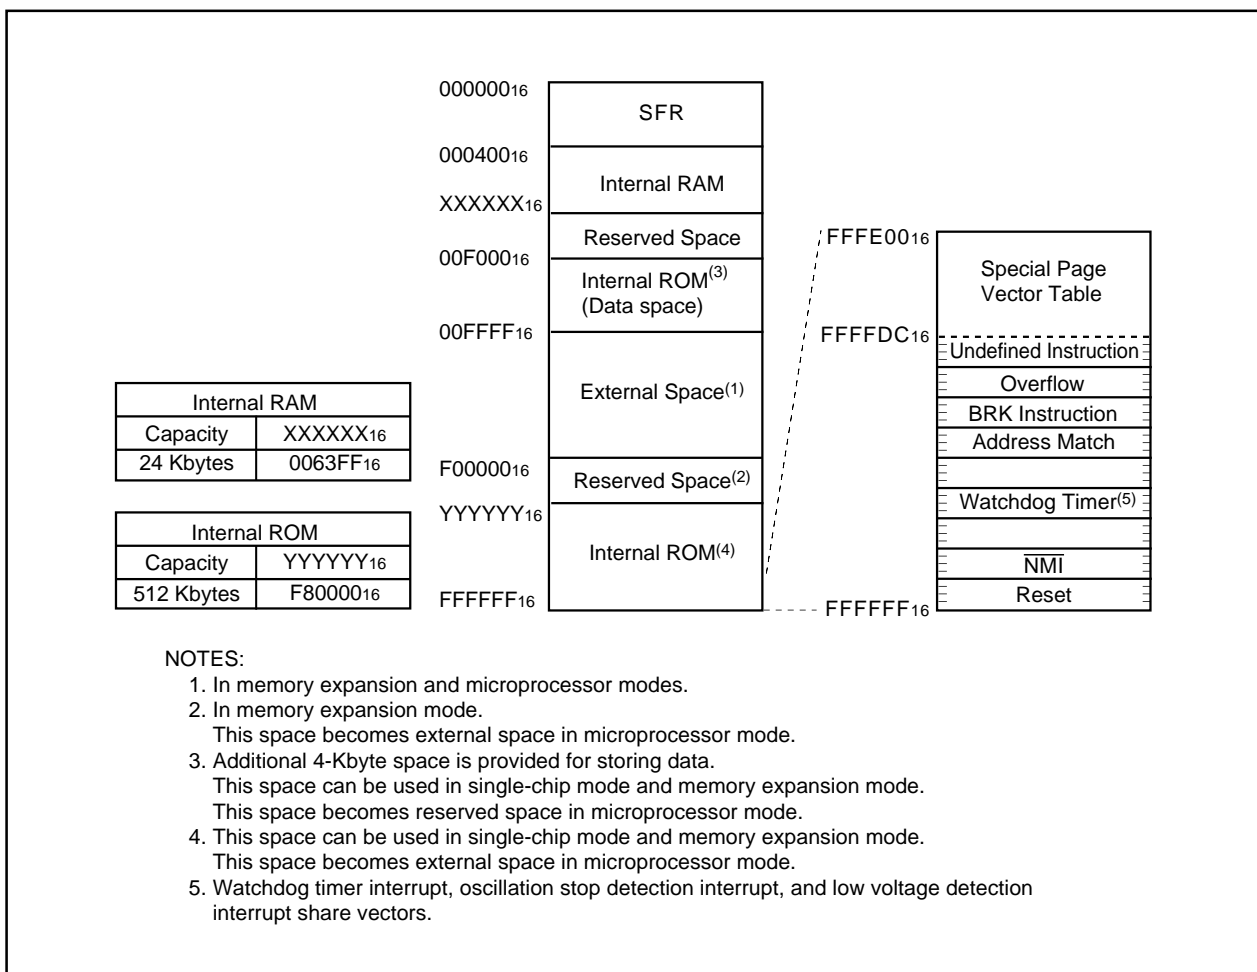 00000016
SFR
00040016
Internal RAM
XXXXXX16
Reserved Space
00F00016
Internal ROM(3)
(Data space)
00FFFF16
External Space(1)
F0000016
Reserved Space(2)
YYYYYY16
Internal ROM(4)
FFFFFF16
FFFE0016
Special Page
Vector Table
FFFFDC16
Undefined Instruction
Overflow
BRK Instruction
Address Match
Watchdog Timer(5)
NMI
Reset
FFFFFF16
Internal RAM
Capacity XXXXXX16
24 Kbytes 0063FF16
Internal ROM
Capacity YYYYYY16
512 Kbytes F8000016
NOTES:
1. In memory expansion and microprocessor modes.
2. In memory expansion mode.
This space becomes external space in microprocessor mode.
3. Additional 4-Kbyte space is provided for storing data.
This space can be used in single-chip mode and memory expansion mode.
This space becomes reserved space in microprocessor mode.
4. This space can be used in single-chip mode and memory expansion mode.
This space becomes external space in microprocessor mode.
5. Watchdog timer interrupt, oscillation stop detection interrupt, and low voltage detection
interrupt share vectors.